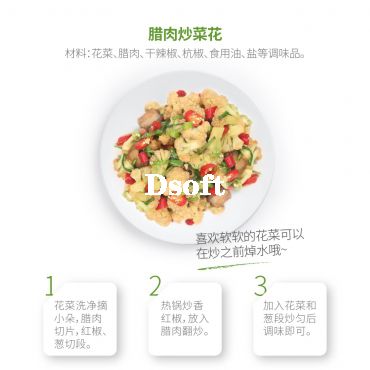 腊肉炒菜花
材料:花菜、腊肉、干辣椒、杭椒、食用油、盐等调味品。
Dsoft
喜欢软软的花菜可以
在炒之前焯水哦~
1
花菜洗净摘
小朵,腊肉
切片,红椒、
葱切段。
2
热锅炒香
红椒,放入
腊肉翻炒。
3
加入花菜和
葱段炒匀后
调味即可。